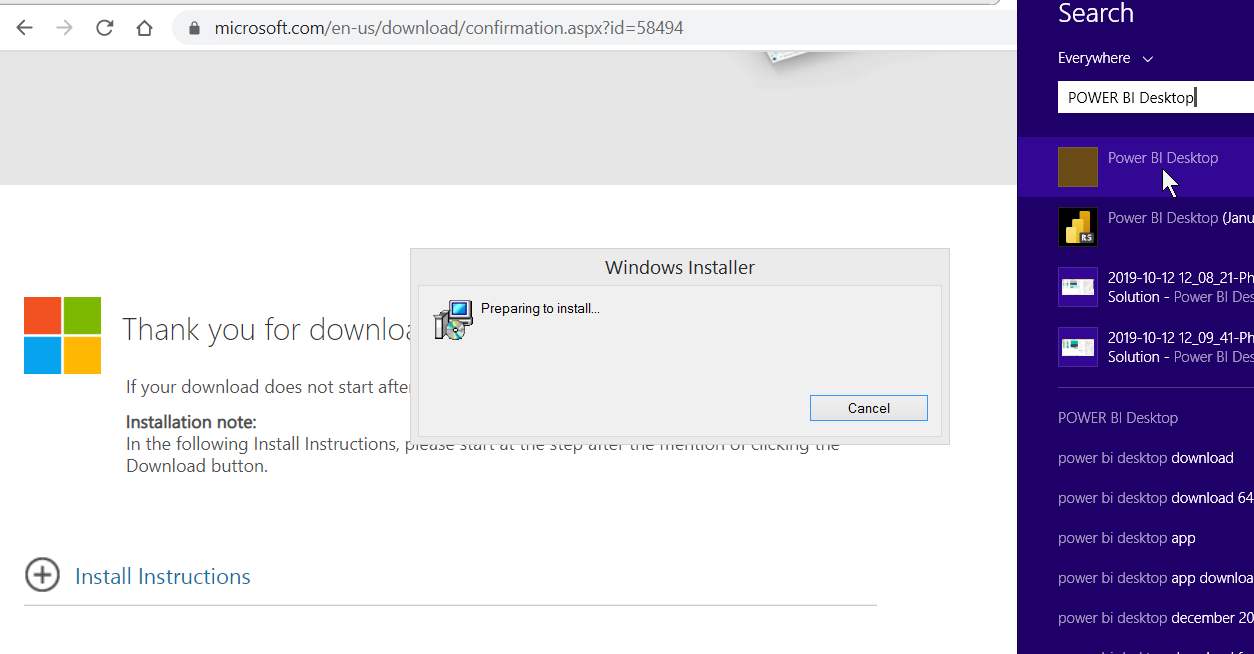 microsoft.com/en-us/download/confirmation.aspx?id=58494
Thank you for downloa
If your download does not start afte
Installation note:
In the following Install Instructions, please start at the step after the mention of clicking the
Download button.
Install Instructions
Windows Installer
Preparing to install...
Cancel
Search
Everywhere
POWER BI Desktop
Power BI Desktop
Power BI Desktop (Janu
RS
2019-10-12 12_08_21-Ph
Solution - Power BI Des
2019-10-12 12_09_41-Ph
Solution - Power BI Des
POWER BI Desktop
power bi desktop download
power bi desktop download 64
power bi desktop app
power bi desktop app downloa
power bi desktop december 20